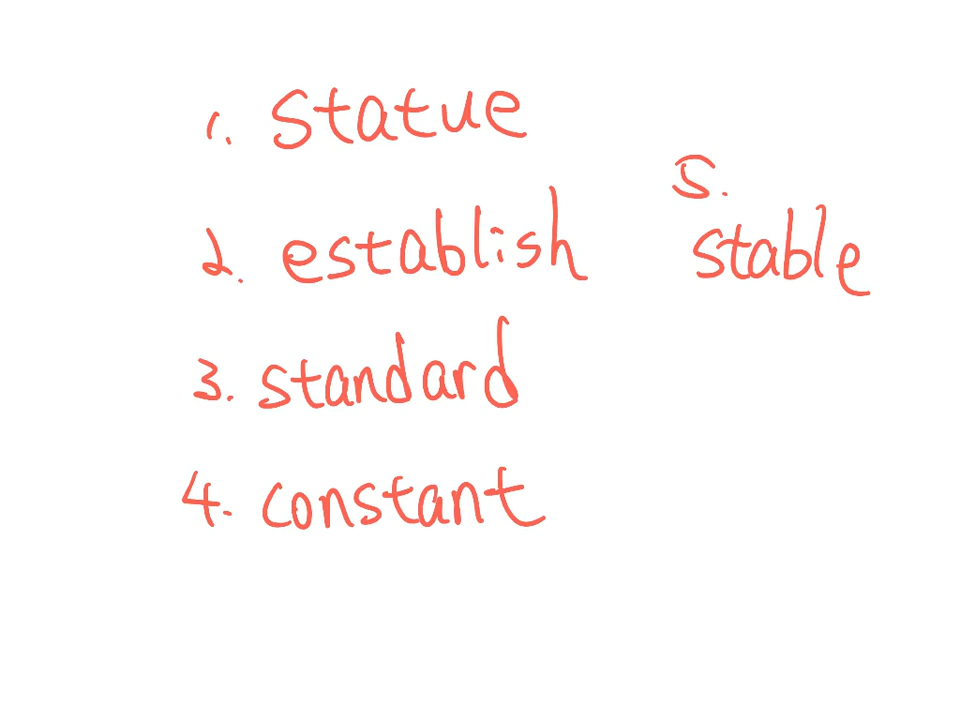 1. statue
2. establish
3. standard
4. constant
5.
stable